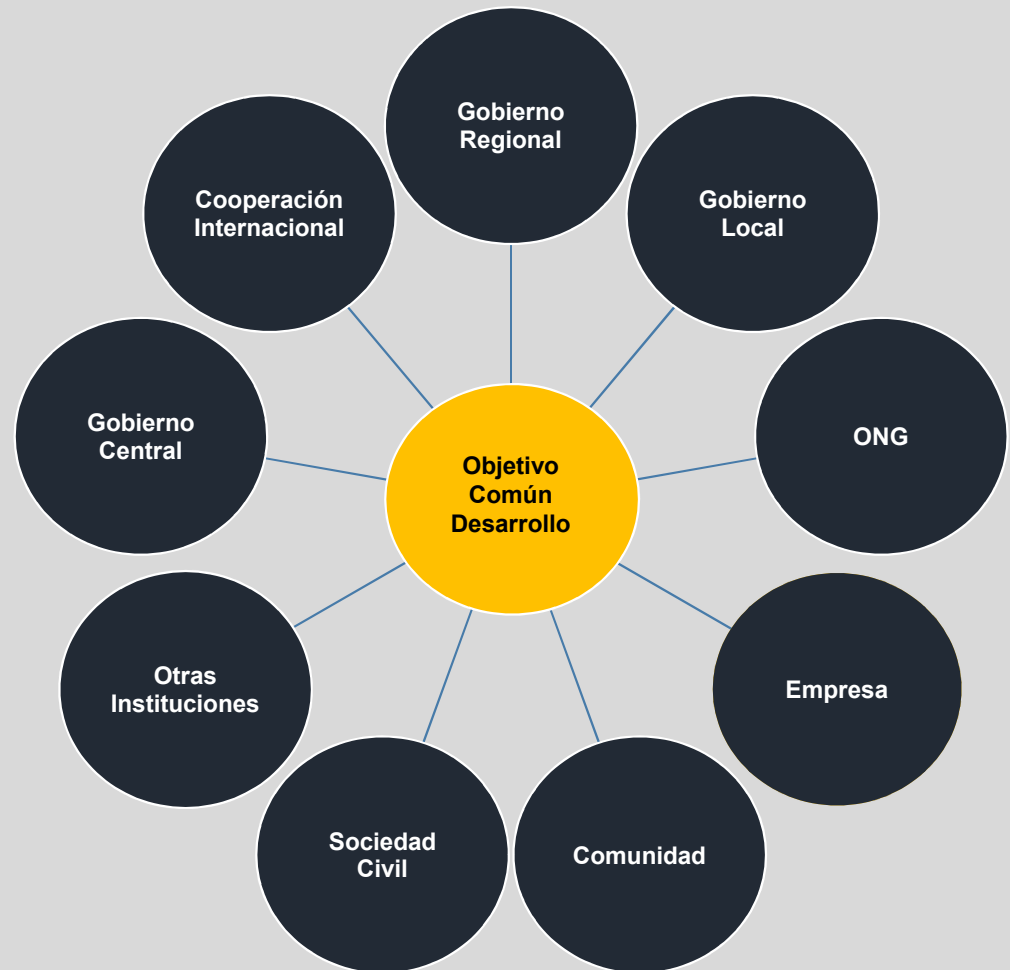 Gobierno
Regional
Gobierno
Local
ONG
Empresa
Comunidad
Sociedad
Civil
Otras
Instituciones
Gobierno
Central
Cooperación
Internacional
Objetivo
Común
Desarrollo